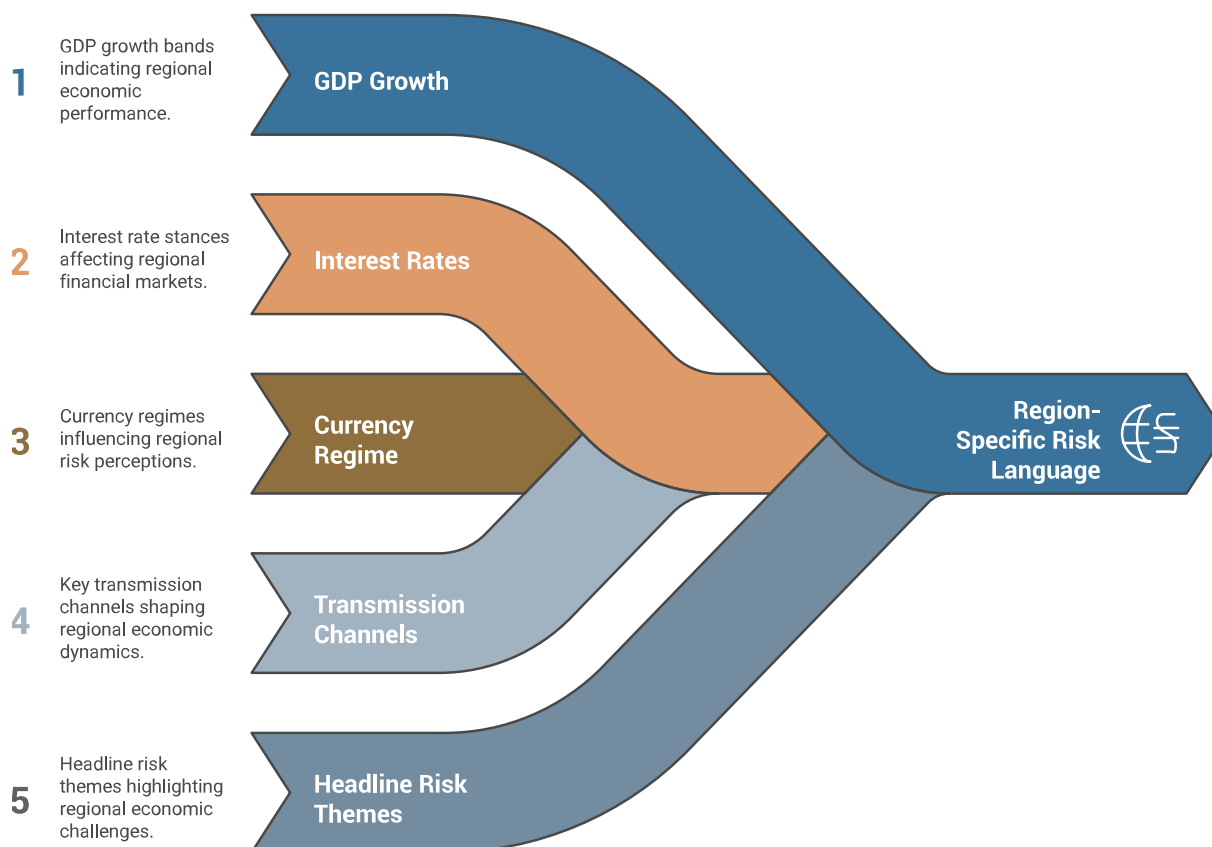 1
GDP growth bands
indicating regional
economic
performance.
GDP Growth
2
Interest rate stances
affecting regional
financial markets.
Interest Rates
3
Currency regimes
influencing regional
risk perceptions.
Currency
Regime
Region-
Specific Risk
Language
4
Key transmission
channels shaping
regional economic
dynamics.
Transmission
Channels
5
Headline risk
themes highlighting
regional economic
challenges.
Headline Risk
Themes